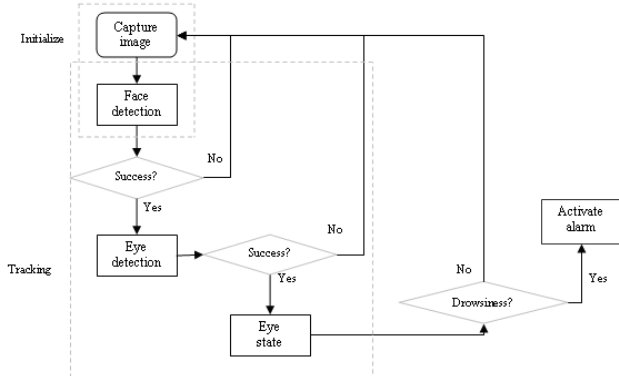 Initialize
Capture
image
Face
detection
Success?
No
Yes
Eye
detection
Success?
No
Yes
Tracking
Eye
state
Drowsiness?
No
Yes
Activate
alarm